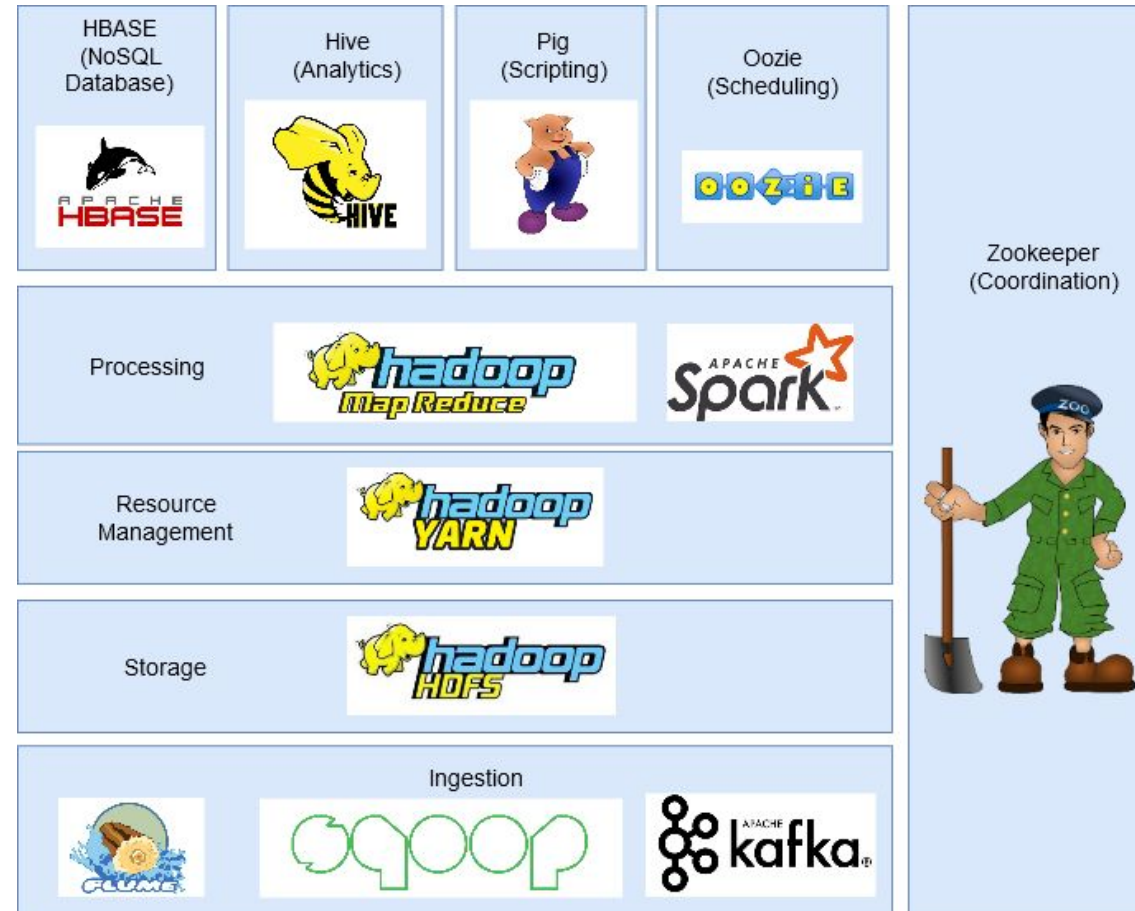 HBASE
(NoSQL
Database)
APACHE
HBASE
Hive
(Analytics)
HIVE
Pig
(Scripting)
Oozie
(Scheduling)
OOZiE
Zookeeper
(Coordination)
ZOO
Processing
hadoop
Map Reduce
APACHE
Spark
Resource
Management
hadoop
YARN
Storage
hadoop
HDFS
Ingestion
FLUME
sqoop
APACHE
kafka®